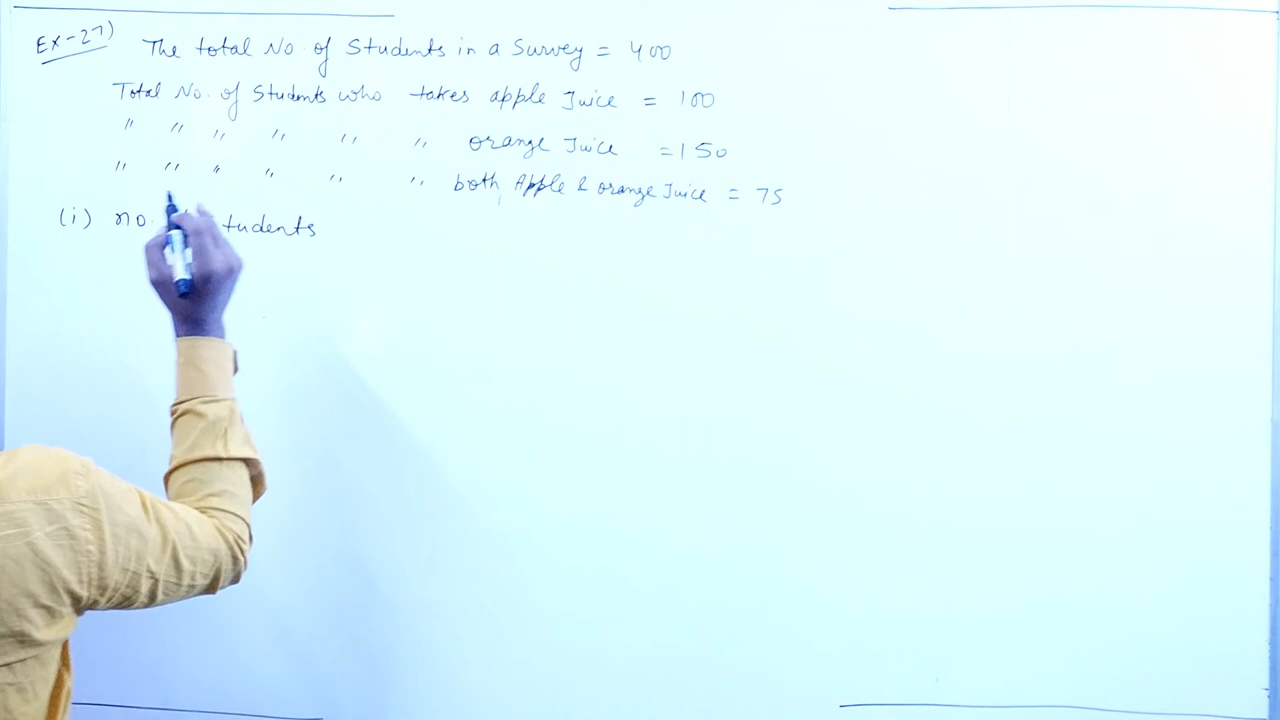 Ex-27) The total No. of Students in a Survey = 400
Total No. of Students who takes apple Juice = 100
" " " " " " orange Juice = 150
" " " " " " both Apple & orange Juice = 75
(i) no. tudents